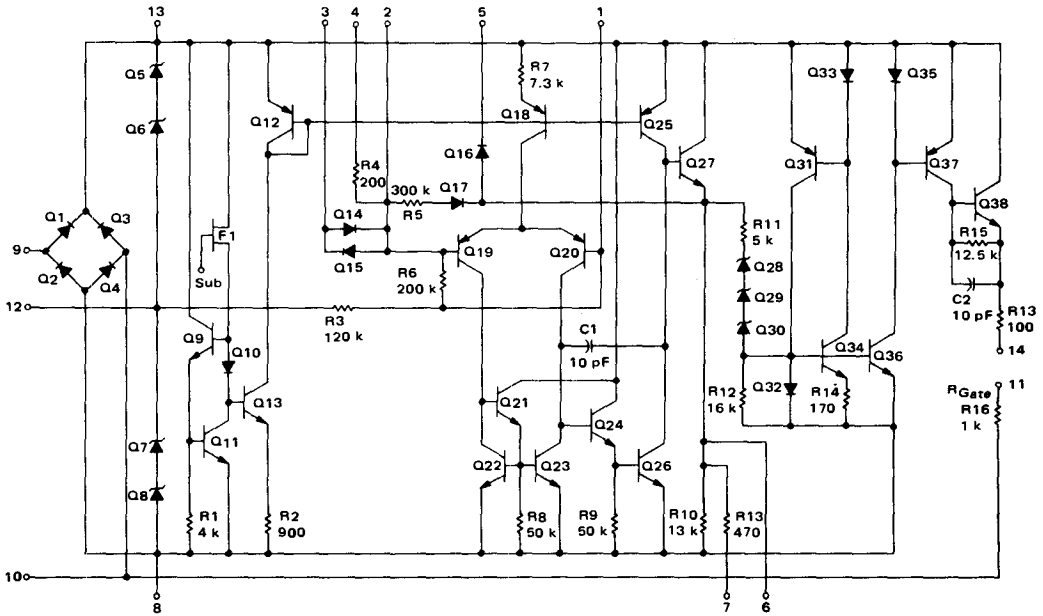 13
3
4
2
5
1
Q5
R7
7.3 k
Q33
Q35
Q6
Q12
Q18
Q25
Q16
Q27
Q31
Q37
R4
200
300 k
R5
Q17
Q38
Q1
Q3
F1
Q14
Q15
Q19
Q20
R11
5 k
Q28
R15
12.5 k
9
Q2
Q4
Sub
R6
200 k
Q29
C2
10 pF
12
R3
120 k
Q30
R13
100
Q9
Q10
C1
10 pF
Q34
Q36
14
Q13
Q21
Q24
R12
16 k
Q32
R14
170
RGate
11
R16
1 k
Q7
Q11
Q22
Q23
Q26
Q8
R1
4 k
R2
900
R8
50 k
R9
50 k
R10
13 k
R13
470
10
8
7
6